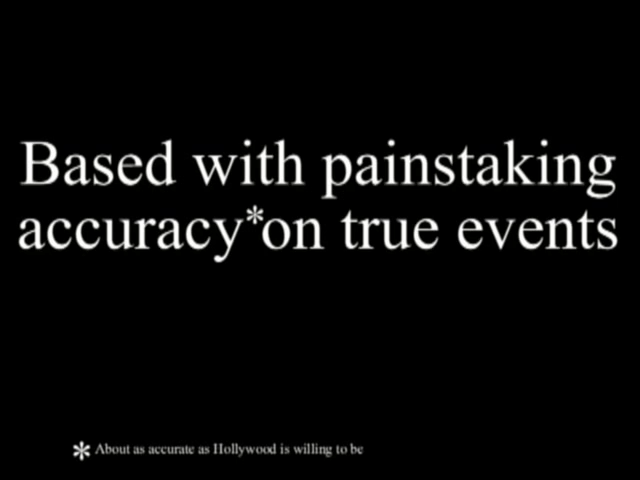 Based with painstaking
accuracy*on true events
* About as accurate as Hollywood is willing to be